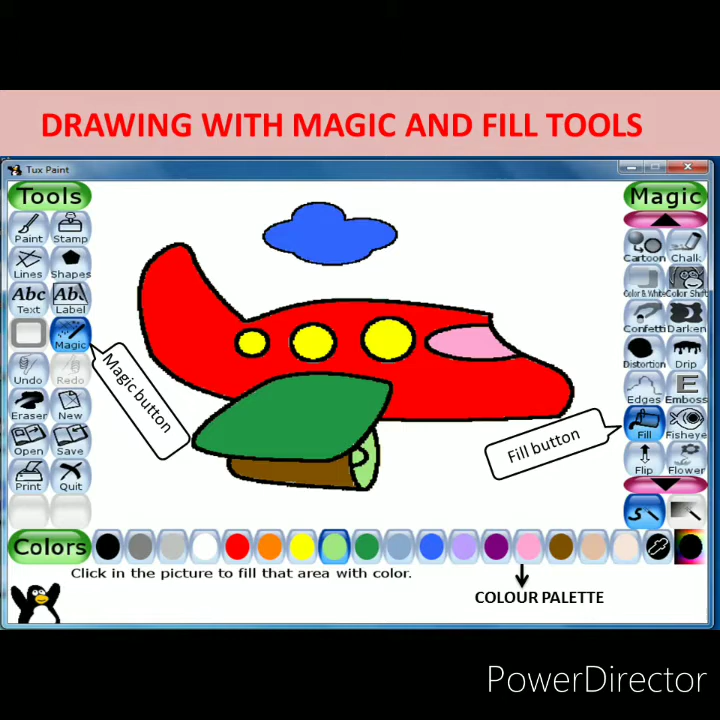 DRAWING WITH MAGIC AND FILL TOOLS
Tux Paint
Tools
Magic
Paint Stamp
Lines Shapes
Abc Abc
Text Label
Magic
Undo Redo
Eraser New
Open Save
Print Quit
Magic button
Fill button
Cartoon Chalk
Color & White Color Shift
Confetti Darken
Distortion Drip
Edges Emboss
Fill Fisheye
Flip Flower
Colors
Click in the picture to fill that area with color.
COLOUR PALETTE
PowerDirector